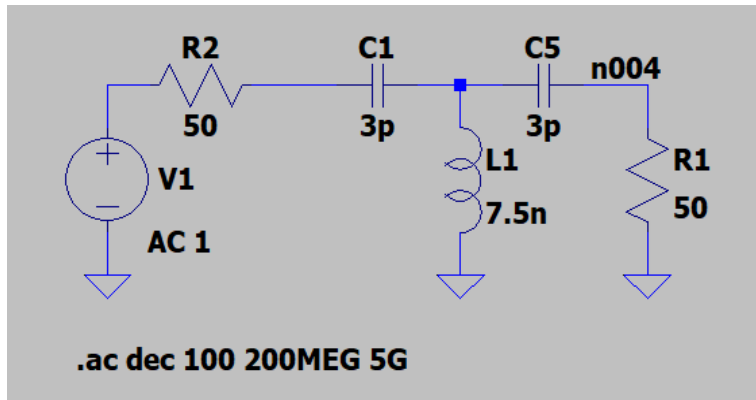 R2
50
C1
3p
C5
3p
n004
V1
AC 1
L1
7.5n
R1
50
.ac dec 100 200MEG 5G